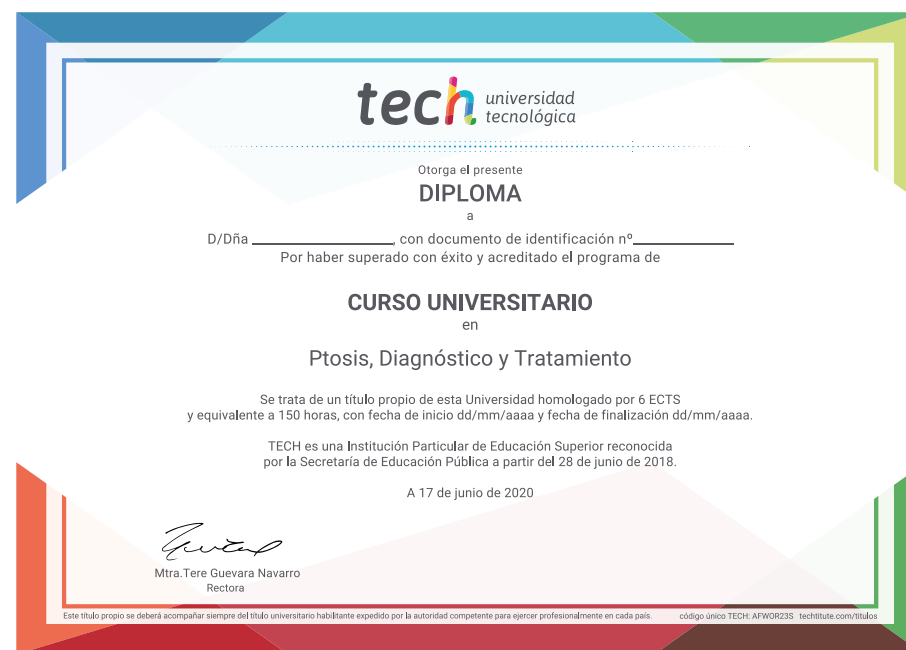 tech universidad
tecnológica
Otorga el presente
DIPLOMA
a
D/Dña ____________________, con documento de identificación nº______________
Por haber superado con éxito y acreditado el programa de
CURSO UNIVERSITARIO
en
Ptosis, Diagnóstico y Tratamiento
Se trata de un título propio de esta Universidad homologado por 6 ECTS
y equivalente a 150 horas, con fecha de inicio dd/mm/aaaa y fecha de finalización dd/mm/aaaa.
TECH es una Institución Particular de Educación Superior reconocida
por la Secretaría de Educación Pública a partir del 28 de junio de 2018.
A 17 de junio de 2020
Mtra.Tere Guevara Navarro
Rectora
Este título propio se deberá acompañar siempre del título universitario habilitante expedido por la autoridad competente para ejercer profesionalmente en cada país. código único TECH: AFWOR23S techtitute.com/titulos